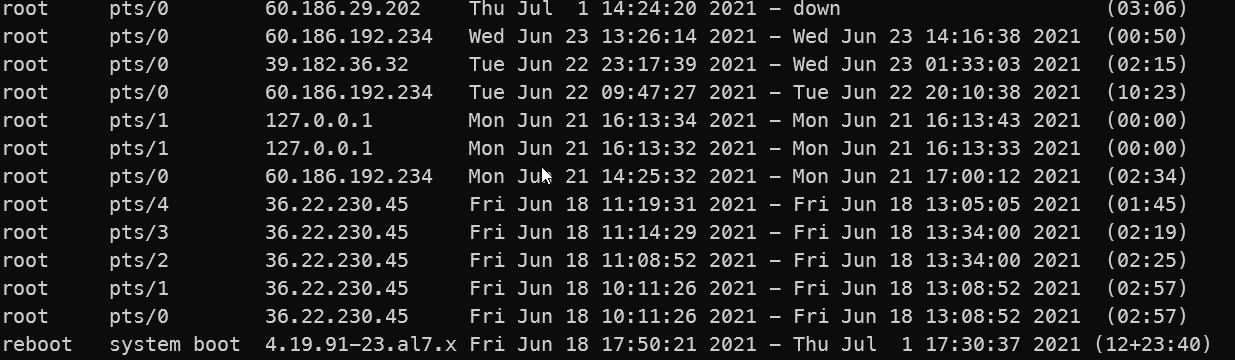 root     pts/0        60.186.29.202    Thu Jul  1 14:24:20 2021 - down                      (03:06)
root     pts/0        60.186.192.234   Wed Jun 23 13:26:14 2021 - Wed Jun 23 14:16:38 2021  (00:50)
root     pts/0        39.182.36.32     Tue Jun 22 23:17:39 2021 - Wed Jun 23 01:33:03 2021  (02:15)
root     pts/0        60.186.192.234   Tue Jun 22 09:47:27 2021 - Tue Jun 22 20:10:38 2021  (10:23)
root     pts/1        127.0.0.1        Mon Jun 21 16:13:34 2021 - Mon Jun 21 16:13:43 2021  (00:00)
root     pts/1        127.0.0.1        Mon Jun 21 16:13:32 2021 - Mon Jun 21 16:13:33 2021  (00:00)
root     pts/0        60.186.192.234   Mon Jun 21 14:25:32 2021 - Mon Jun 21 17:00:12 2021  (02:34)
root     pts/4        36.22.230.45     Fri Jun 18 11:19:31 2021 - Fri Jun 18 13:05:05 2021  (01:45)
root     pts/3        36.22.230.45     Fri Jun 18 11:14:29 2021 - Fri Jun 18 13:34:00 2021  (02:19)
root     pts/2        36.22.230.45     Fri Jun 18 11:08:52 2021 - Fri Jun 18 13:34:00 2021  (02:25)
root     pts/1        36.22.230.45     Fri Jun 18 10:11:26 2021 - Fri Jun 18 13:08:52 2021  (02:57)
root     pts/0        36.22.230.45     Fri Jun 18 10:11:26 2021 - Fri Jun 18 13:08:52 2021  (02:57)
reboot   system boot  4.19.91-23.al7.x Fri Jun 18 17:50:21 2021 - Thu Jul  1 17:30:37 2021 (12+23:40)